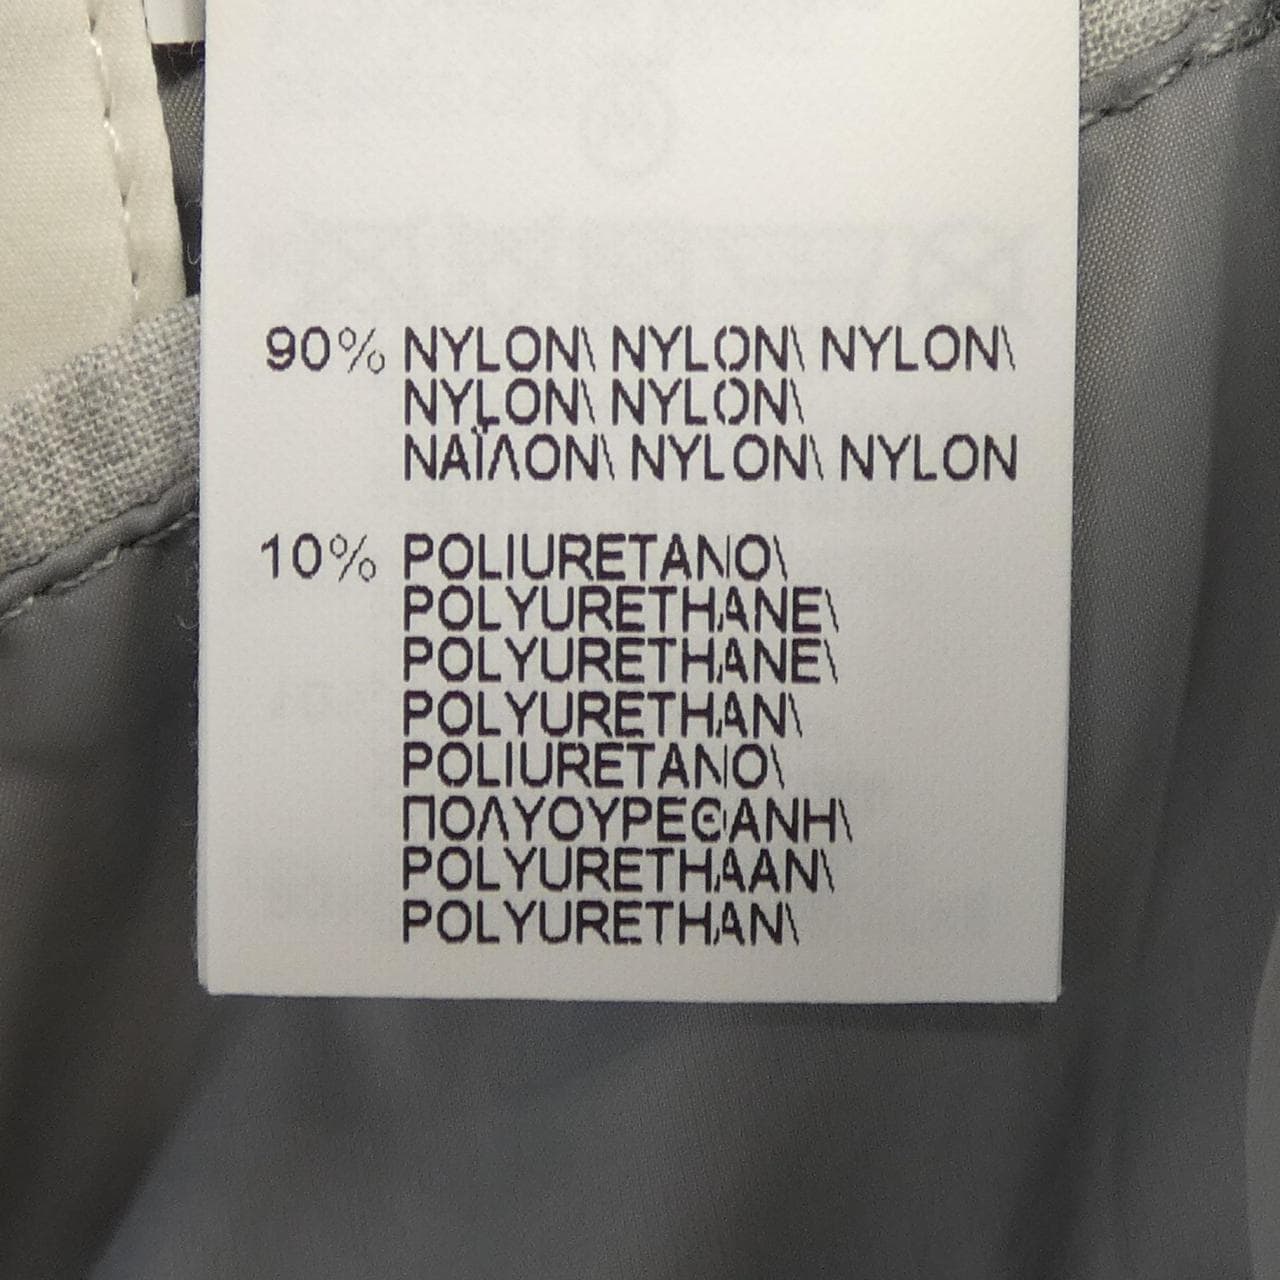 90% NYLON\ NYLON\ NYLON\
NYLON\ NYLON\
ΝΑΪΛΟΝ\ NYLON\ NYLON
10% POLIURETANO\
POLYURETHANE\
POLYURETHANE\
POLYURETHAN\
POLIURETANO\
ΠΟΛΥΟΥΡΕΘΑΝΗ\
POLYURETHAAN\
POLYURETHAN\